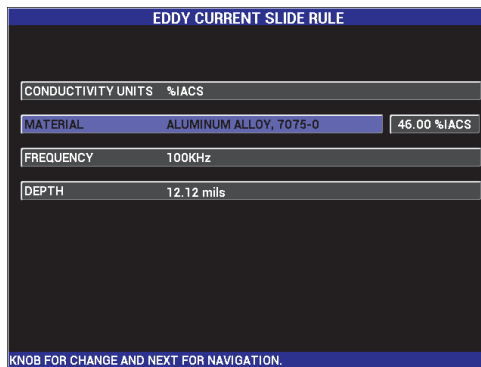 EDDY CURRENT SLIDE RULE
CONDUCTIVITY UNITS %IACS
MATERIAL ALUMINUM ALLOY, 7075-0 46.00 %IACS
FREQUENCY 100KHz
DEPTH 12.12 mils
KNOB FOR CHANGE AND NEXT FOR NAVIGATION.